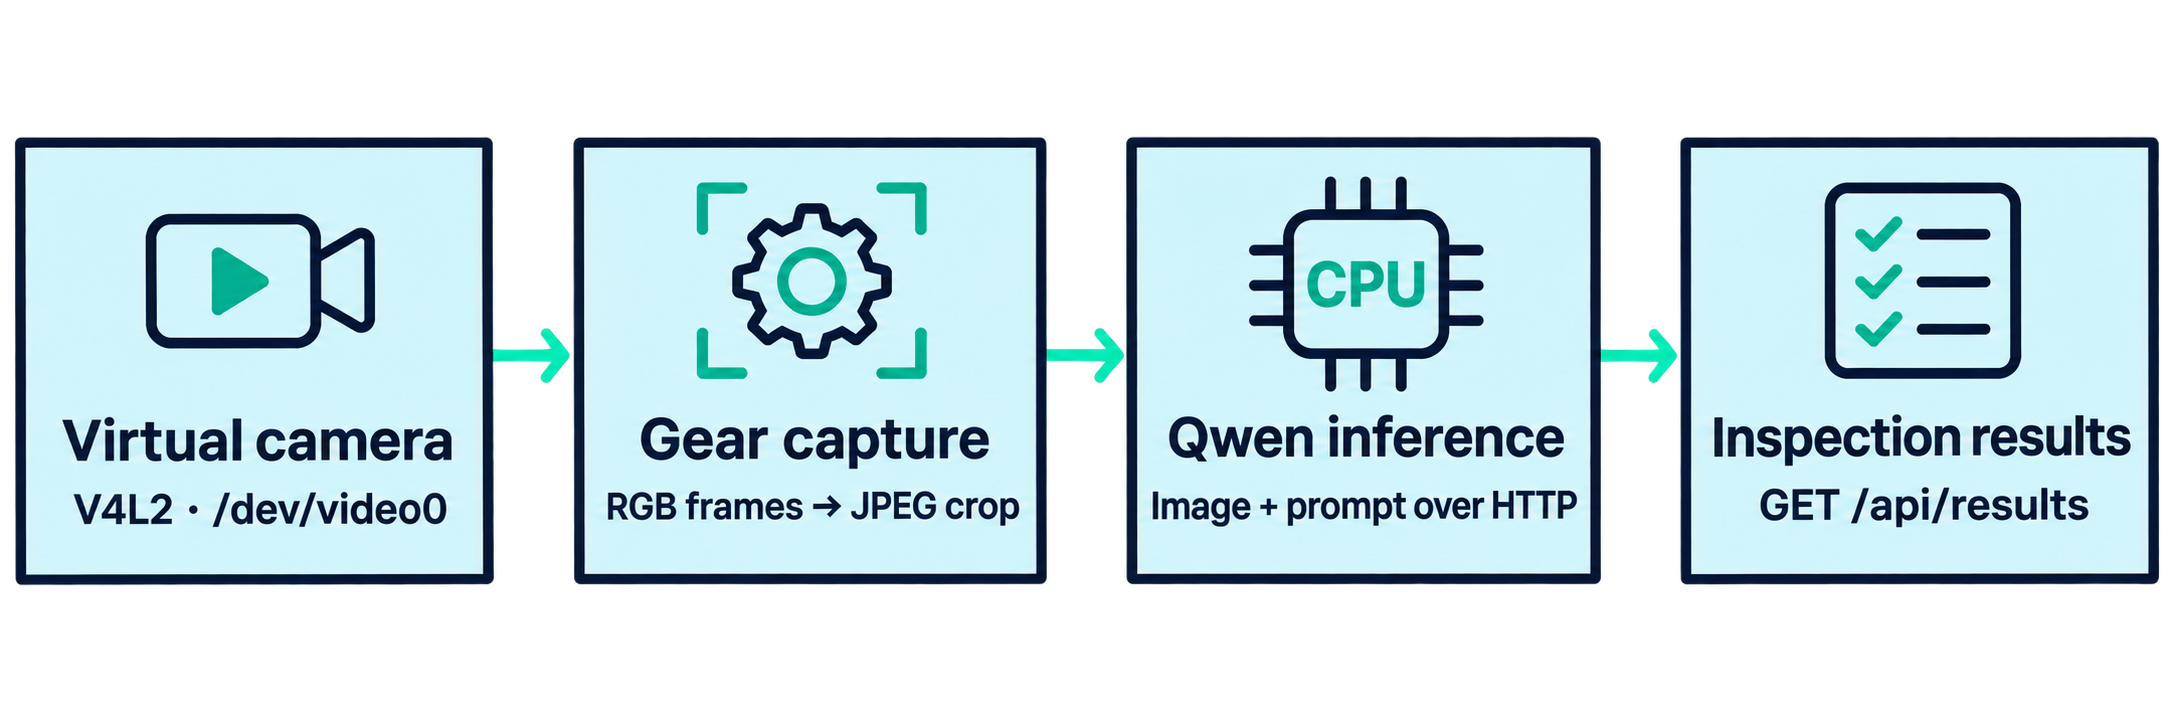 Virtual camera
V4L2 · /dev/video0
Gear capture
RGB frames → JPEG crop
CPU
Qwen inference
Image + prompt over HTTP
Inspection results
GET /api/results